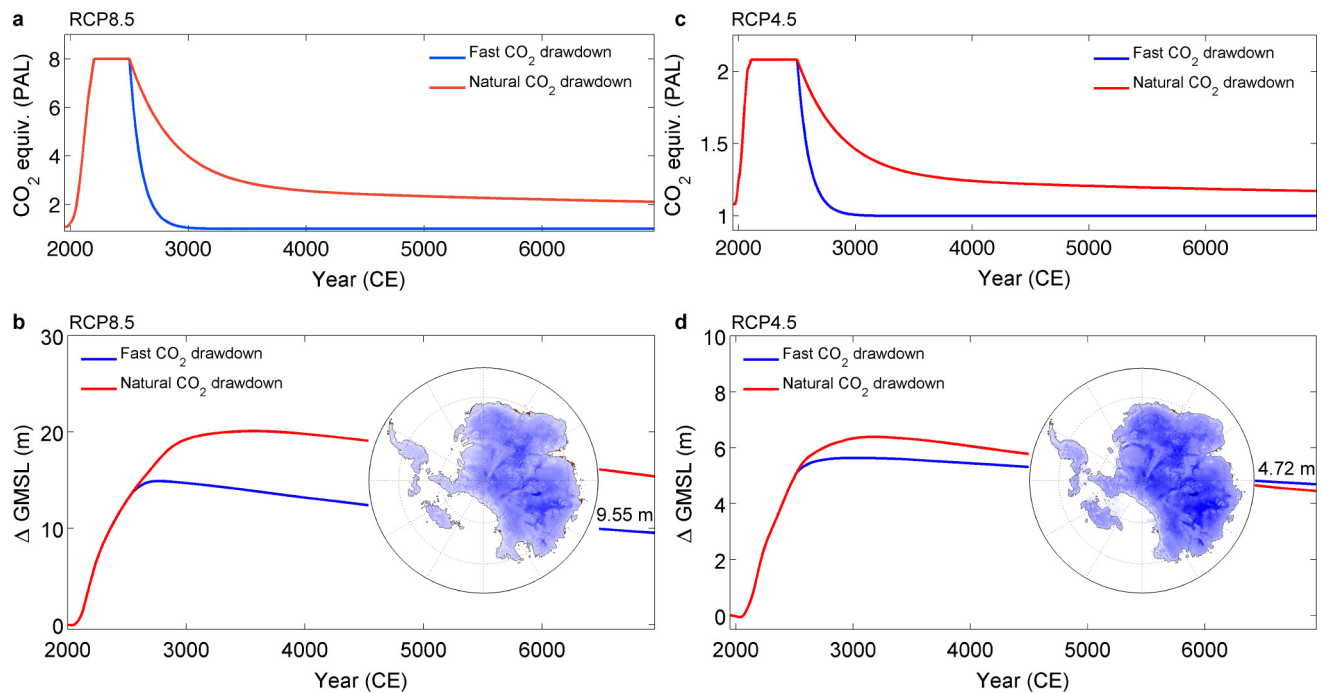 a RCP8.5
8
6
4
2
CO2 equiv. (PAL)
Fast CO2 drawdown
Natural CO2 drawdown
2000 3000 4000 5000 6000
Year (CE)
c RCP4.5
2
1.5
1
CO2 equiv. (PAL)
Fast CO2 drawdown
Natural CO2 drawdown
2000 3000 4000 5000 6000
Year (CE)
b RCP8.5
30
20
10
0
Δ GMSL (m)
Fast CO2 drawdown
Natural CO2 drawdown
9.55 m
2000 3000 4000 5000 6000
Year (CE)
d RCP4.5
10
8
6
4
2
0
Δ GMSL (m)
Fast CO2 drawdown
Natural CO2 drawdown
4.72 m
2000 3000 4000 5000 6000
Year (CE)